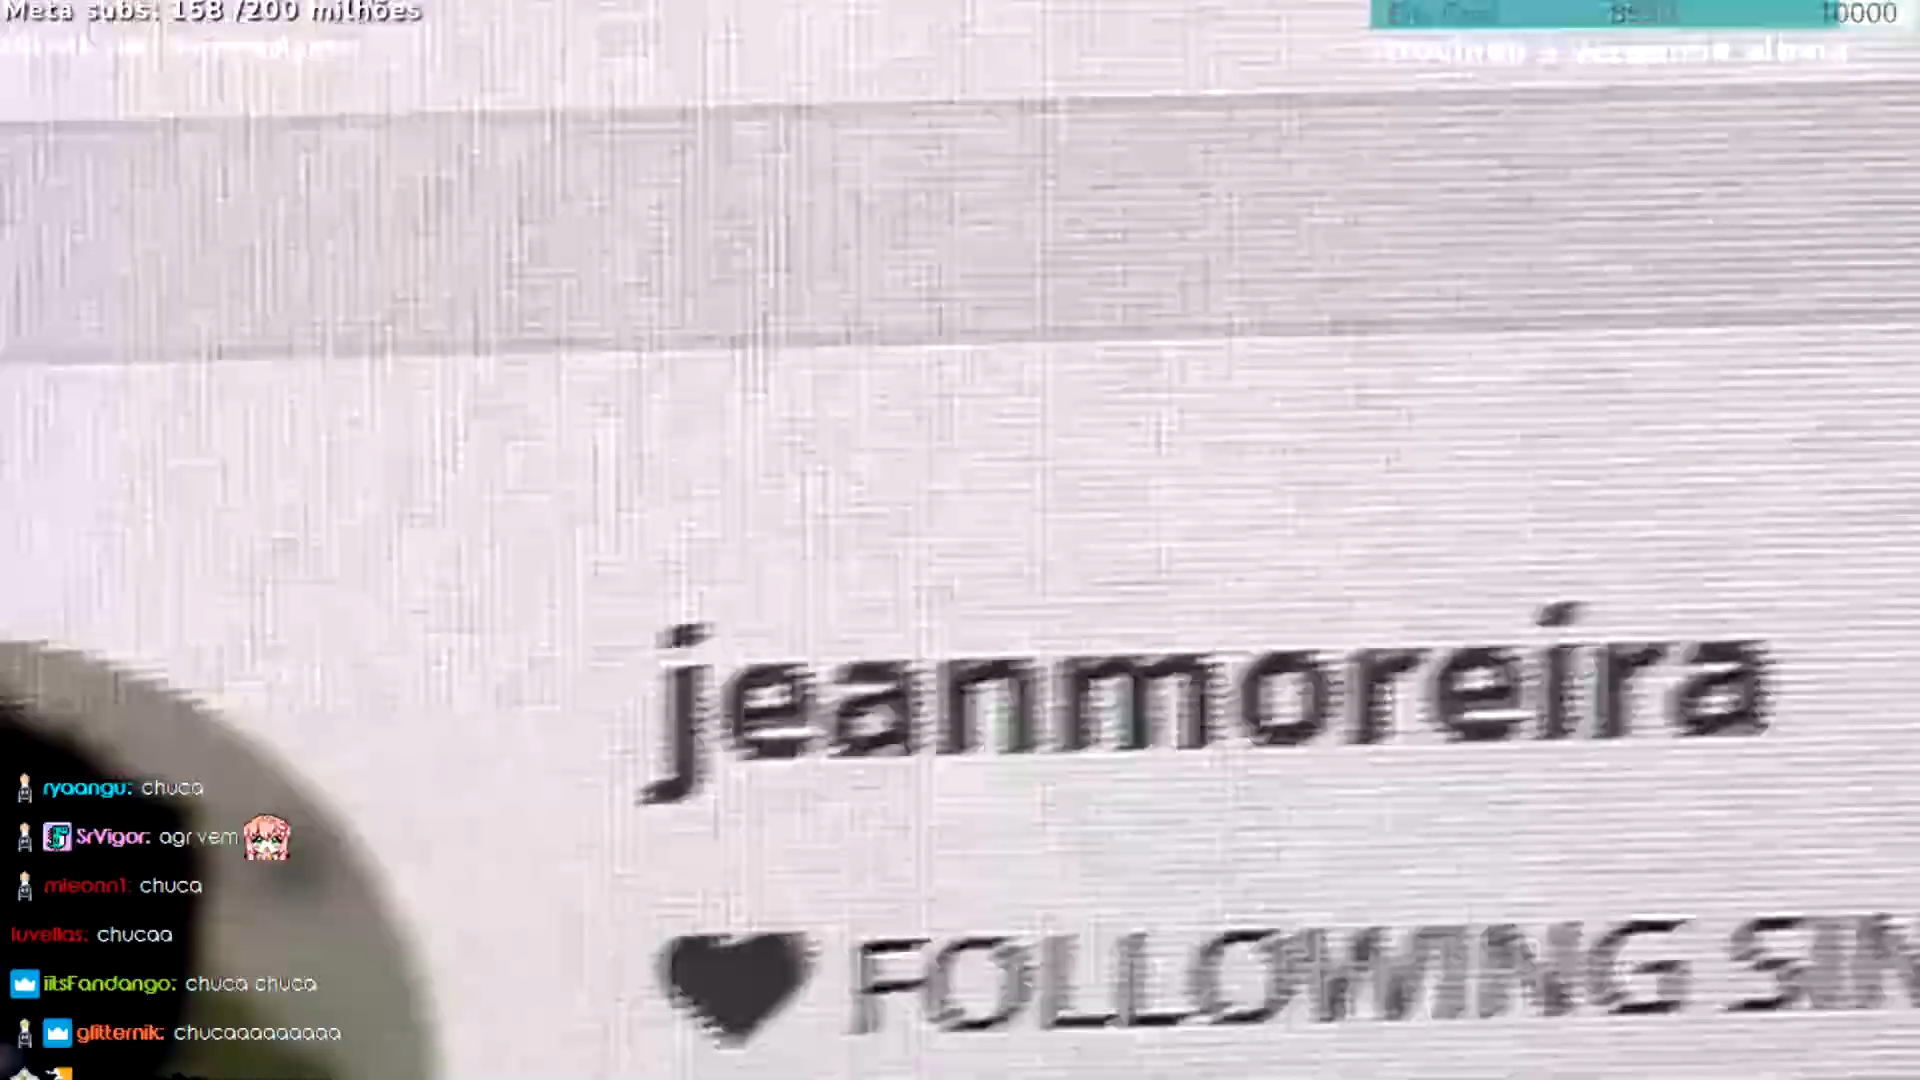 Meta subs: 158 /200 milhões
10000
jeanmoreira
FOLLOWING SIN
ryaangu: chuca
SrVigor: agr vem
mieonn1: chuca
luvellas: chucaa
iitsFandango: chuca chuca
glitternik: chucaaaaaaaaa